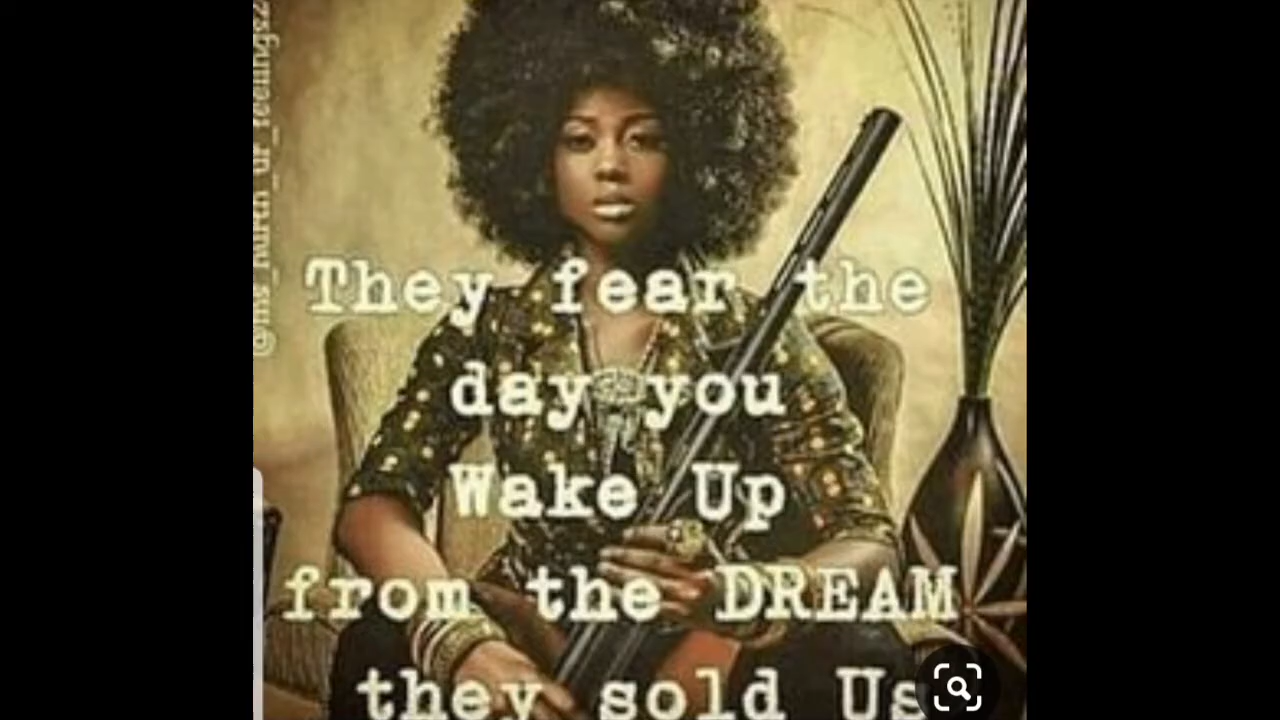 They fear the
day you
Wake Up
from the DREAM
they sold Us